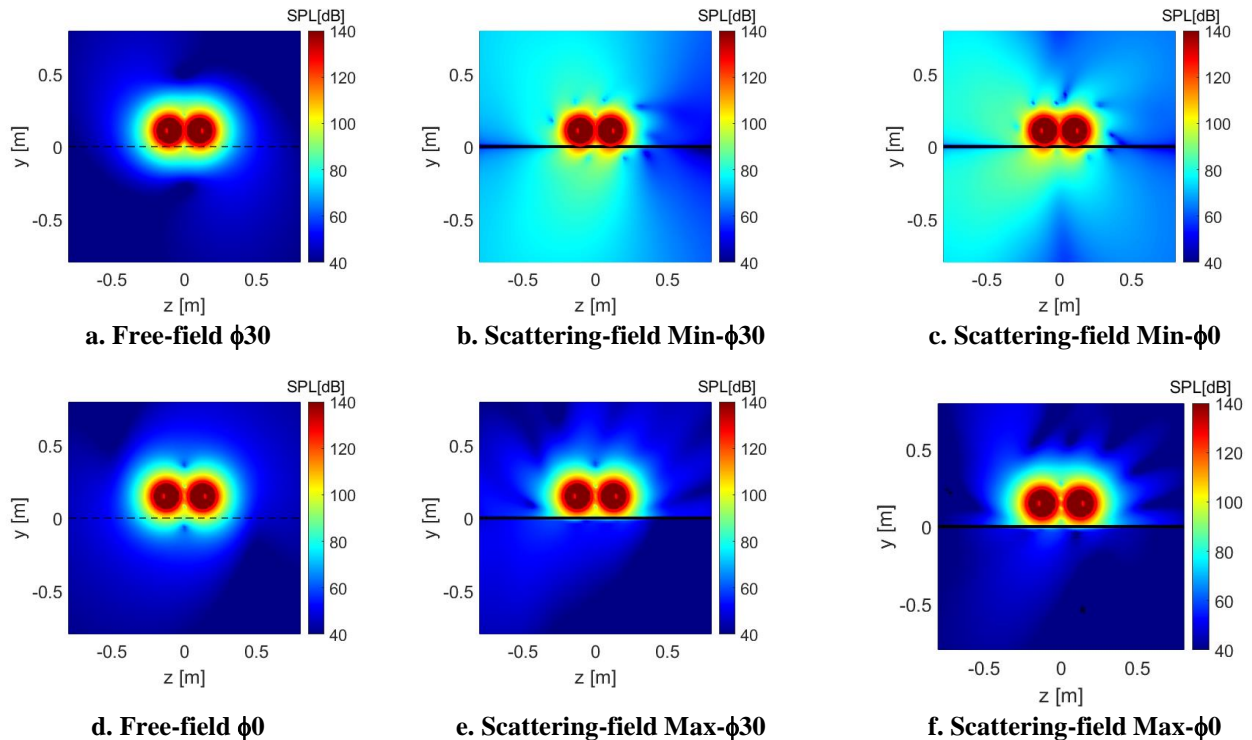 SPL[dB]
140
120
100
80
60
40
0.5
0
-0.5
y [m]
-0.5 0 0.5
z [m]
a. Free-field ϕ30
SPL[dB]
140
120
100
80
60
40
0.5
0
-0.5
y [m]
-0.5 0 0.5
z [m]
b. Scattering-field Min-ϕ30
SPL[dB]
140
120
100
80
60
40
0.5
0
-0.5
y [m]
-0.5 0 0.5
z [m]
c. Scattering-field Min-ϕ0
SPL[dB]
140
120
100
80
60
40
0.5
0
-0.5
y [m]
-0.5 0 0.5
z [m]
d. Free-field ϕ0
SPL[dB]
140
120
100
80
60
40
0.5
0
-0.5
y [m]
-0.5 0 0.5
z [m]
e. Scattering-field Max-ϕ30
SPL[dB]
140
120
100
80
60
40
0.5
0
-0.5
y [m]
-0.5 0 0.5
z [m]
f. Scattering-field Max-ϕ0